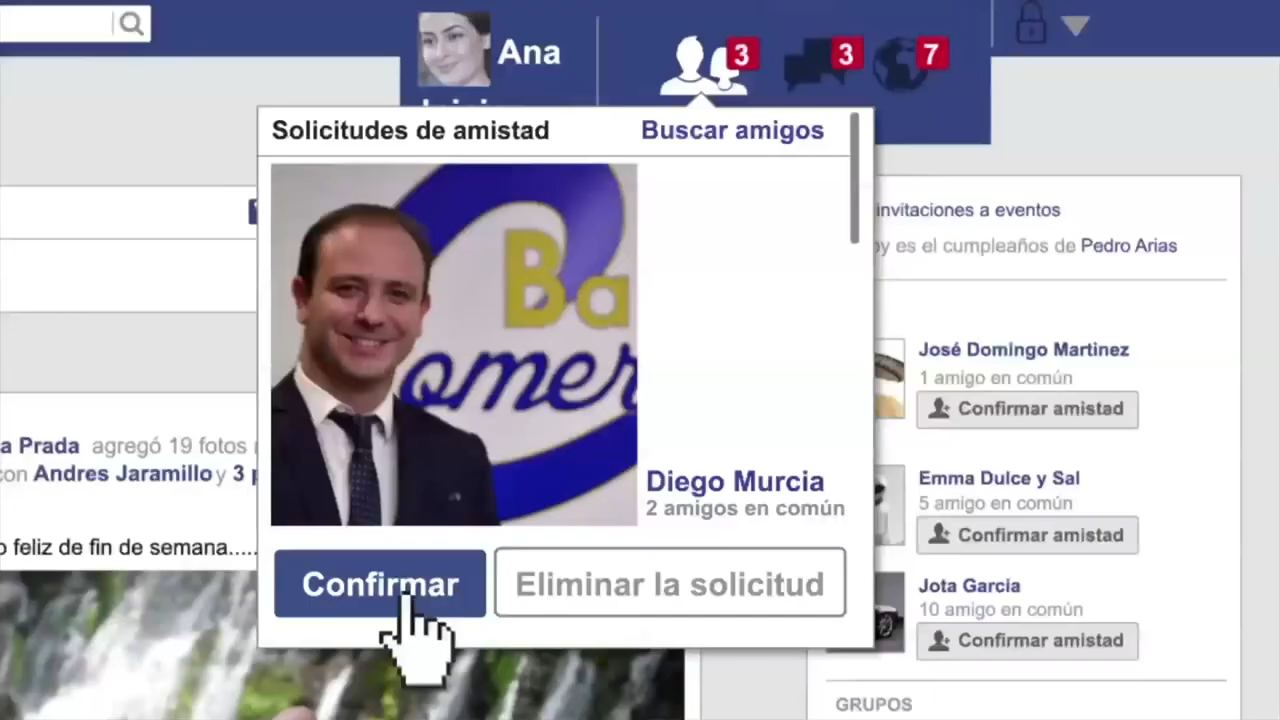 Ana
3
3
7
Solicitudes de amistad
Buscar amigos
Ba
omer
Diego Murcia
2 amigos en común
Confirmar
Eliminar la solicitud
invitaciones a eventos
es el cumpleaños de Pedro Arias
José Domingo Martinez
1 amigo en común
Confirmar amistad
Emma Dulce y Sal
5 amigo en común
Confirmar amistad
Jota Garcia
10 amigo en común
Confirmar amistad
GRUPOS
a Prada agregó 19 fotos
con Andres Jaramillo y 3
feliz de fin de semana.....